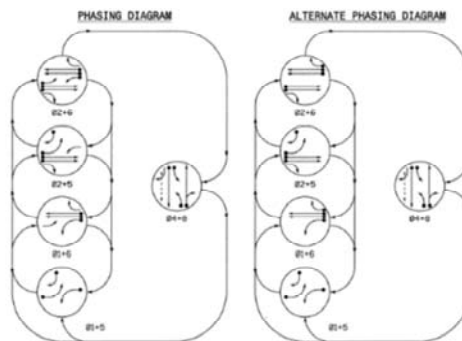 PHASING DIAGRAM
Ø2+6
Ø2+5
Ø1+6
Ø1+5
Ø4+8
ALTERNATE PHASING DIAGRAM
Ø2+6
Ø2+5
Ø1+6
Ø1+5
Ø4+8